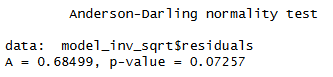 Anderson-Darling normality test
data:  model_inv_sqrt$residuals
A = 0.68499, p-value = 0.07257